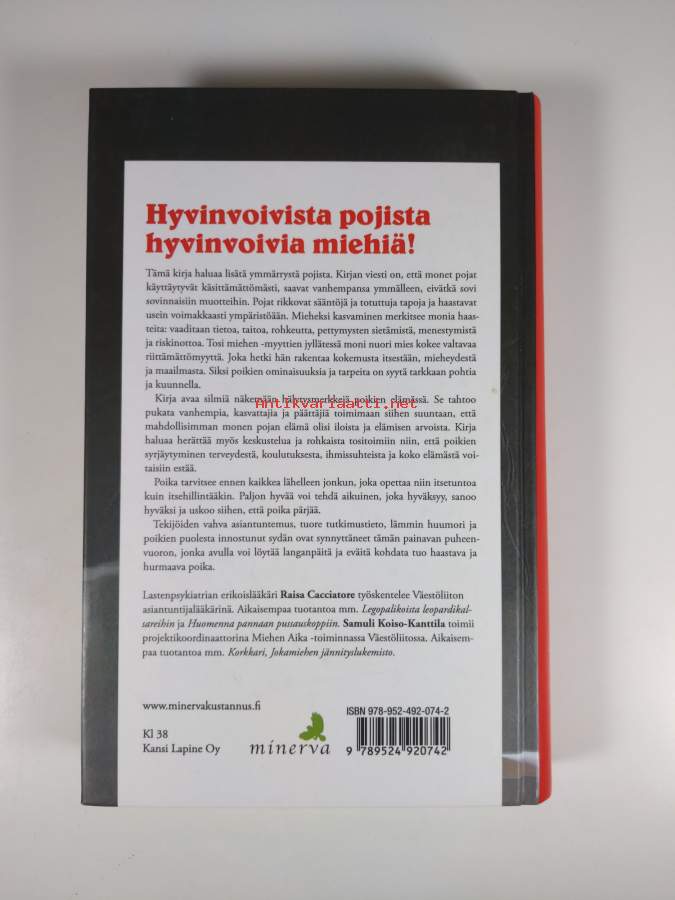 Hyvinvoivista pojista
hyvinvoivia miehiä!
Tämä kirja haluaa lisätä ymmärrystä pojista. Kirjan viesti on, että monet pojat
käyttäytyvät käsittämättömästi, saavat vanhempansa ymmälleen, eivätkä sovi
sovinnaisiin muotteihin. Pojat rikkovat sääntöjä ja totuttuja tapoja ja haastavat
usein voimakkaasti ympäristöään. Mieheksi kasvaminen merkitsee monia haas-
teita: vaaditaan tietoa, taitoa, rohkeutta, pettymysten sietämistä, menestymistä
ja riskinottoa. Tosi miehen -myyttien jyllätessä moni nuori mies kokee valtavaa
riittämättömyyttä. Joka hetki hän rakentaa kokemusta itsestään, mieheydestä
ja maailmasta. Siksi poikien ominaisuuksia ja tarpeita on syytä tarkkaan pohtia
ja kuunnella.
Kirja avaa silmiä näkemään hälytysmerkkejä poikien elämässä. Se tahtoo
Antikvariaatti.net
pukata vanhempia, kasvattajia ja päättäjiä toimimaan siihen suuntaan, että
mahdollisimman monen pojan elämä olisi iloista ja elämisen arvoista. Kirja
haluaa herättää myös keskustelua ja rohkaista tositoimiin niin, että poikien
syrjäytyminen terveydestä, koulutuksesta, ihmissuhteista ja koko elämästä voi-
taisiin estää.
Poika tarvitsee ennen kaikkea lähelleen jonkun, joka opettaa niin itsetuntoa
kuin itsehillintääkin. Paljon hyvää voi tehdä aikuinen, joka hyväksyy, sanoo
hyväksi ja uskoo siihen, että poika pärjää.
Tekijöiden vahva asiantuntemus, tuore tutkimustieto, lämmin huumori ja
poikien puolesta innostunut sydän ovat synnyttäneet tämän painavan puheen-
vuoron, jonka avulla voi löytää langanpäitä ja eväitä kohdata tuo haastava ja
hurmaava poika.
Lastenpsykiatrian erikoislääkäri Raisa Cacciatore työskentelee Väestöliiton
asiantuntijalääkärinä. Aikaisempaa tuotantoa mm. Legopalikoista leopardikal-
sareihin ja Huomenna pannaan pussauskoppiin. Samuli Koiso-Kanttila toimii
projektikoordinaattorina Miehen Aika -toiminnassa Väestöliitossa. Aikaisem-
paa tuotantoa mm. Korkkari, Jokamiehen jännityslukemisto.
www.minervakustannus.fi
Kl 38
Kansi Lapine Oy
minerva
ISBN 978-952-492-074-2
9 789524 920742